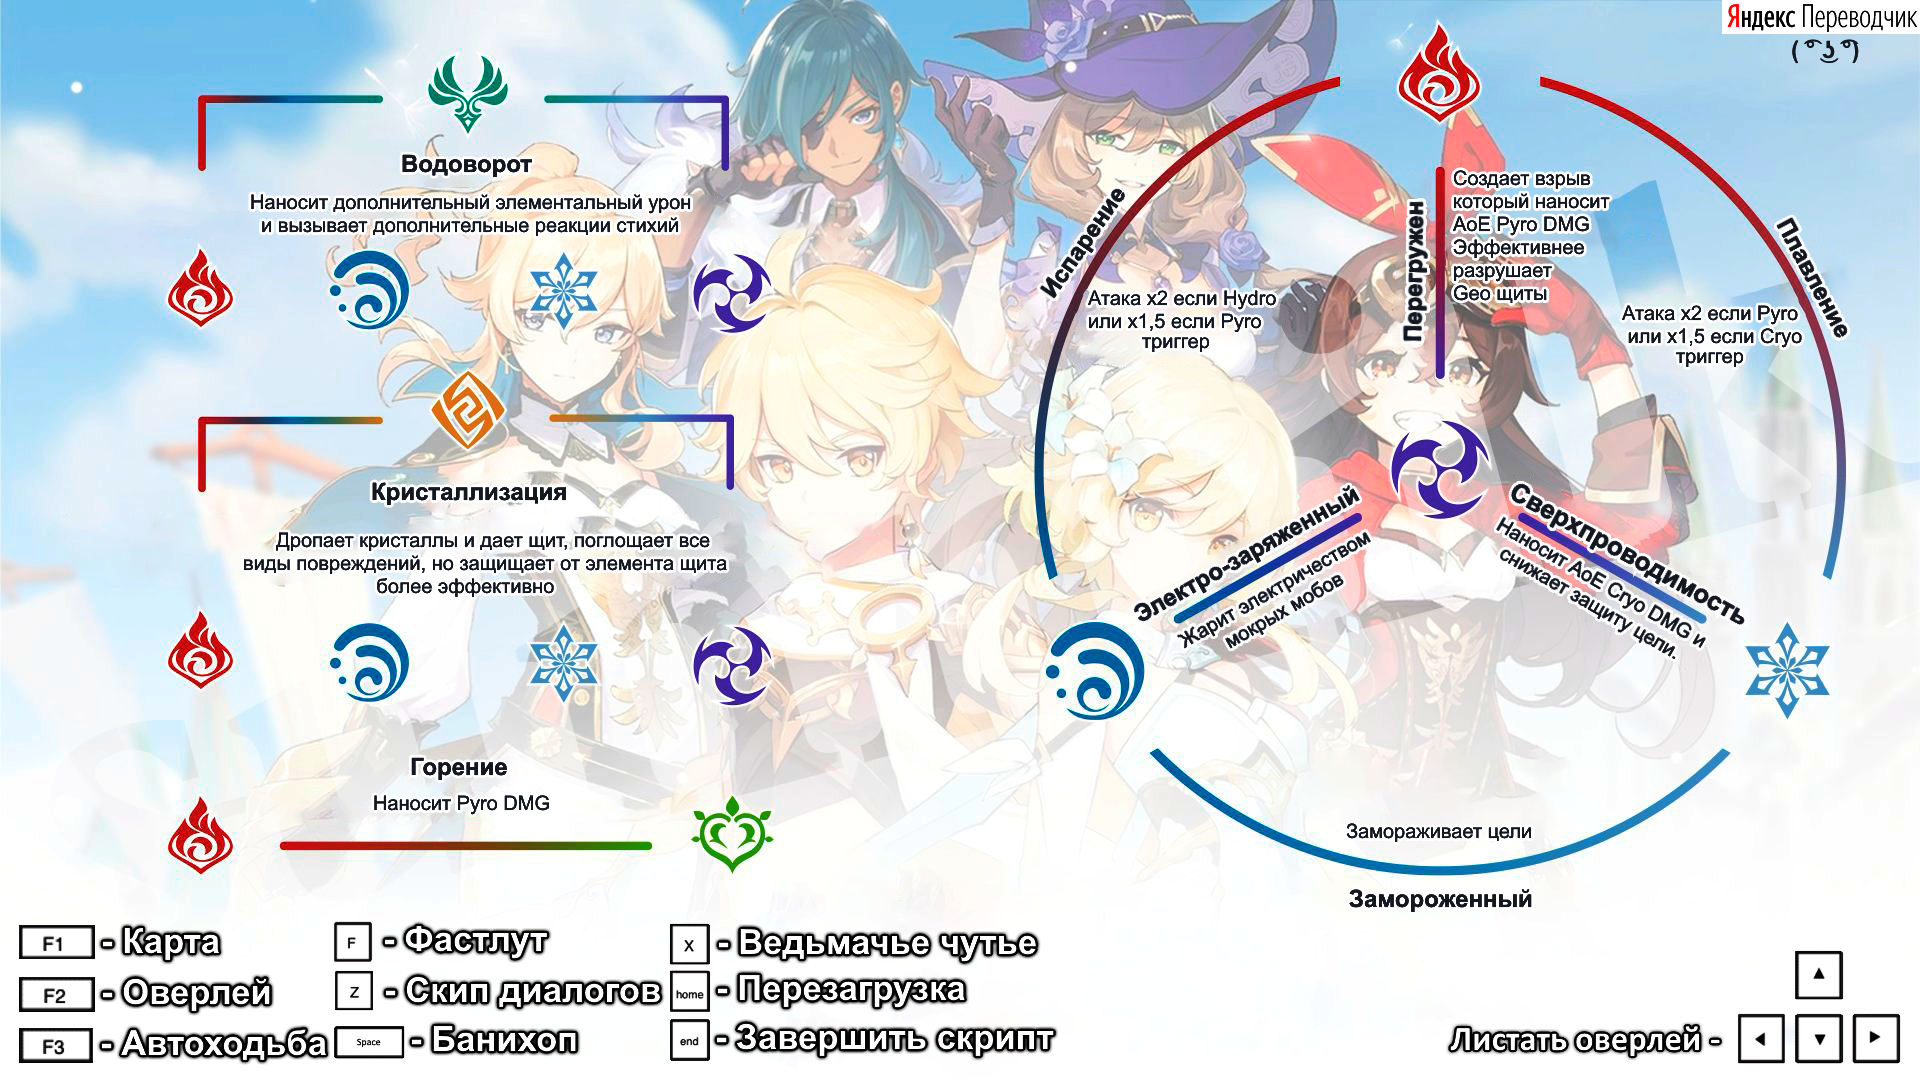 Яндекс Переводчик
( ͡° ͜ʖ ͡°)
Водоворот
Наносит дополнительный элементальный урон
и вызывает дополнительные реакции стихий
Кристаллизация
Дропает кристаллы и дает щит, поглощает все
виды повреждений, но защищает от элемента щита
более эффективно
Горение
Наносит Pyro DMG
Испарение
Атака x2 если Hydro
или x1,5 если Pyro
триггер
Перегружен
Создает взрыв
который наносит
AoE Pyro DMG
Эффективнее
разрушает
Geo щиты
Плавление
Атака x2 если Pyro
или x1,5 если Cryo
триггер
Электро-заряженный
Жарит электричеством
мокрых мобов
Сверхпроводимость
Наносит AoE Cryo DMG и
снижает защиту цели.
Замораживает цели
Замороженный
F1 - Карта
F2 - Оверлей
F3 - Автоходьба
F - Фастлут
Z - Скип диалогов
Space - Банихоп
X - Ведьмачье чутье
home - Перезагрузка
end - Завершить скрипт
Листать оверлей -